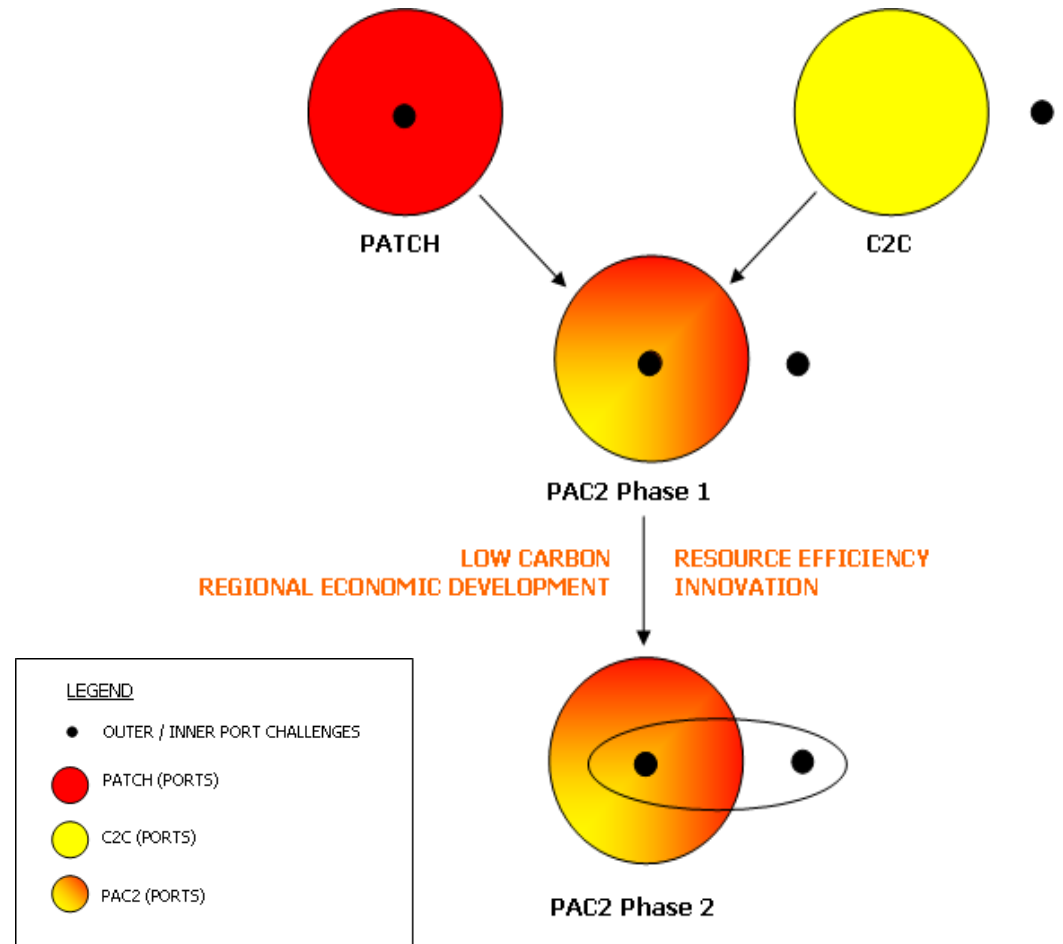 PATCH
C2C
PAC2 Phase 1
LOW CARBON
REGIONAL ECONOMIC DEVELOPMENT
RESOURCE EFFICIENCY
INNOVATION
LEGEND
OUTER / INNER PORT CHALLENGES
PATCH (PORTS)
C2C (PORTS)
PAC2 (PORTS)
PAC2 Phase 2